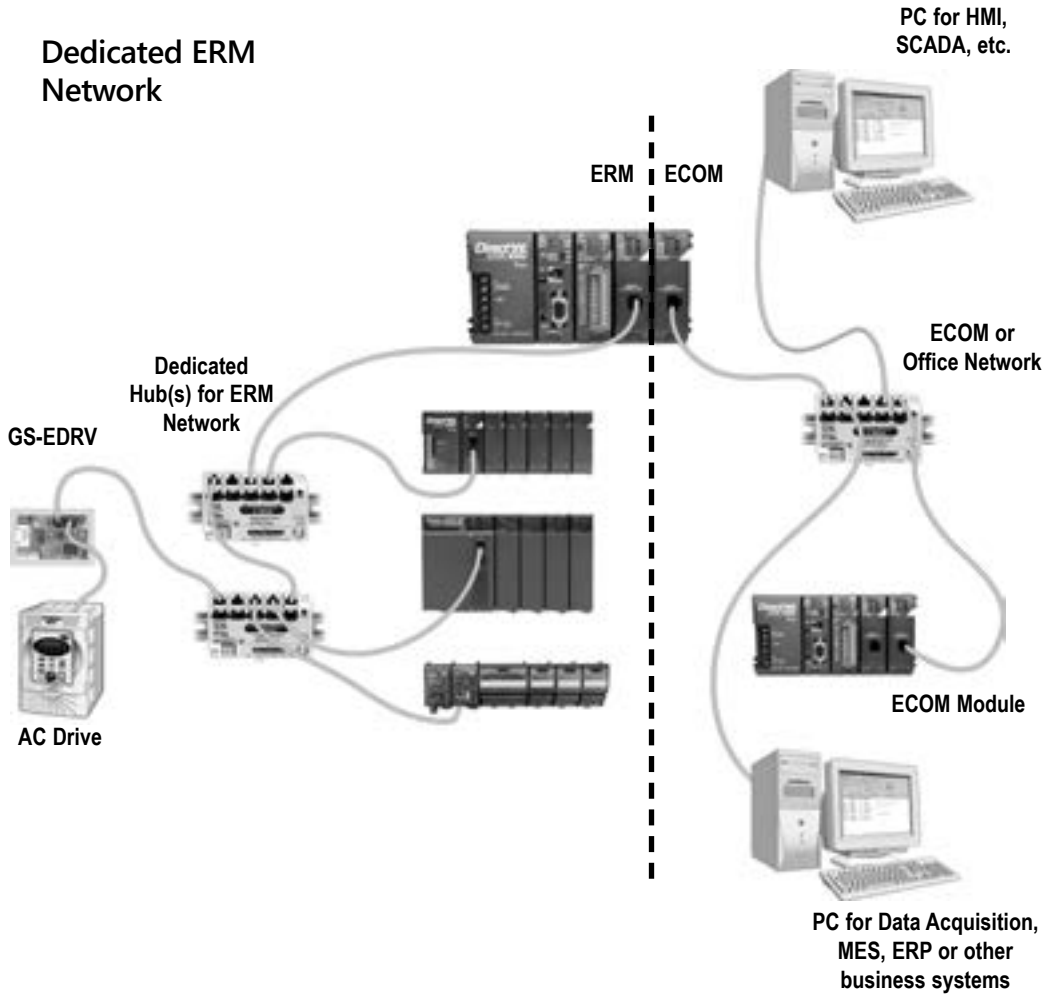 Dedicated ERM
Network
PC for HMI,
SCADA, etc.
ERM
ECOM
Dedicated
Hub(s) for ERM
Network
ECOM or
Office Network
GS-EDRV
AC Drive
ECOM Module
PC for Data Acquisition,
MES, ERP or other
business systems